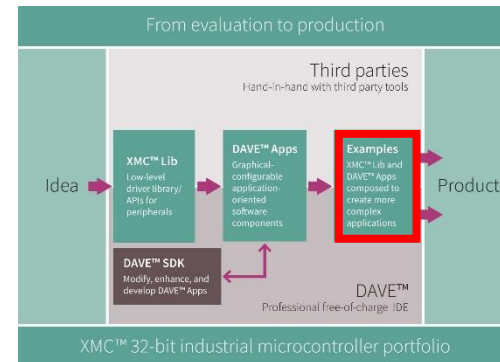 From evaluation to production
Third parties
Hand-in-hand with third party tools
Idea
XMC™ Lib
Low-level
driver library/
APIs for
peripherals
DAVE™ Apps
Graphical-
configurable
application-
oriented
software
components
Examples
XMC™ Lib and
DAVE™ Apps
composed to
create more
complex
applications
Product
DAVE™ SDK
Modify, enhance, and
develop DAVE™ Apps
DAVE™
Professional free-of-charge IDE
XMC™ 32-bit industrial microcontroller portfolio